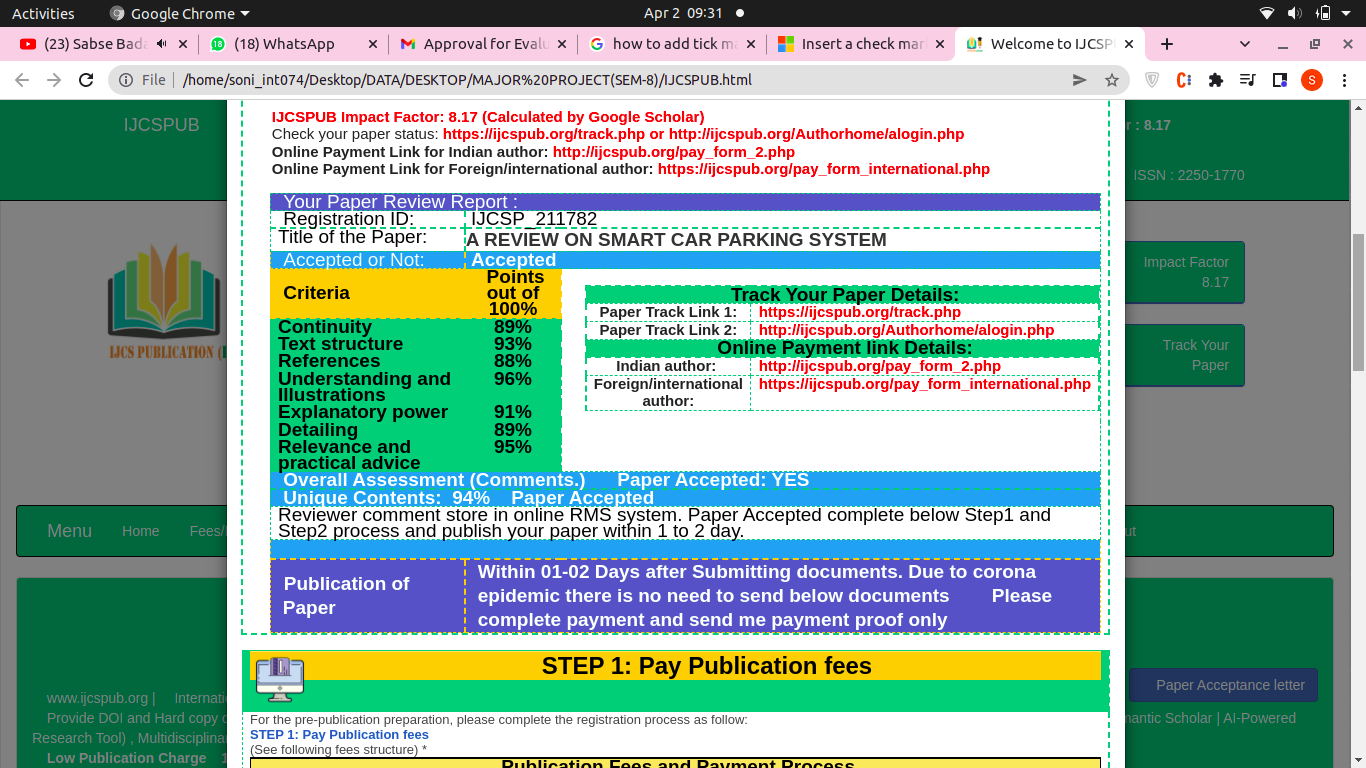 Activities Google Chrome Apr 2 09:31
(23) Sabse Bada (18) WhatsApp Approval for Evalu how to add tick ma Insert a check mar Welcome to IJCSP
File /home/soni_int074/Desktop/DATA/DESKTOP/MAJOR%20PROJECT(SEM-8)/IJCSPUB.html S
IJCSPUB r : 8.17
ISSN : 2250-1770
IJCSPUB Impact Factor: 8.17 (Calculated by Google Scholar)
Check your paper status: https://ijcspub.org/track.php or http://ijcspub.org/Authorhome/alogin.php
Online Payment Link for Indian author: http://ijcspub.org/pay_form_2.php
Online Payment Link for Foreign/international author: https://ijcspub.org/pay_form_international.php
Your Paper Review Report :
Registration ID: IJCSP_211782
Title of the Paper: A REVIEW ON SMART CAR PARKING SYSTEM
Accepted or Not: Accepted
Criteria Points out of 100%
Continuity 89%
Text structure 93%
References 88%
Understanding and Illustrations 96%
Explanatory power 91%
Detailing 89%
Relevance and practical advice 95%
Track Your Paper Details:
Paper Track Link 1: https://ijcspub.org/track.php
Paper Track Link 2: http://ijcspub.org/Authorhome/alogin.php
Online Payment link Details:
Indian author: http://ijcspub.org/pay_form_2.php
Foreign/international author: https://ijcspub.org/pay_form_international.php
Overall Assessment (Comments.) Paper Accepted: YES
Unique Contents: 94% Paper Accepted
Reviewer comment store in online RMS system. Paper Accepted complete below Step1 and
Step2 process and publish your paper within 1 to 2 day.
Publication of Paper
Within 01-02 Days after Submitting documents. Due to corona
epidemic there is no need to send below documents Please
complete payment and send me payment proof only
STEP 1: Pay Publication fees
For the pre-publication preparation, please complete the registration process as follow:
STEP 1: Pay Publication fees
(See following fees structure) *
Publication Fees and Payment Process
IJCS PUBLICATION (
Impact Factor
8.17
Track Your
Paper
Menu Home Fees/ ut
www.ijcspub.org | Internati
Provide DOI and Hard copy o
Research Tool) , Multidisciplinar
Low Publication Charge 1
Paper Acceptance letter
mantic Scholar | AI-Powered